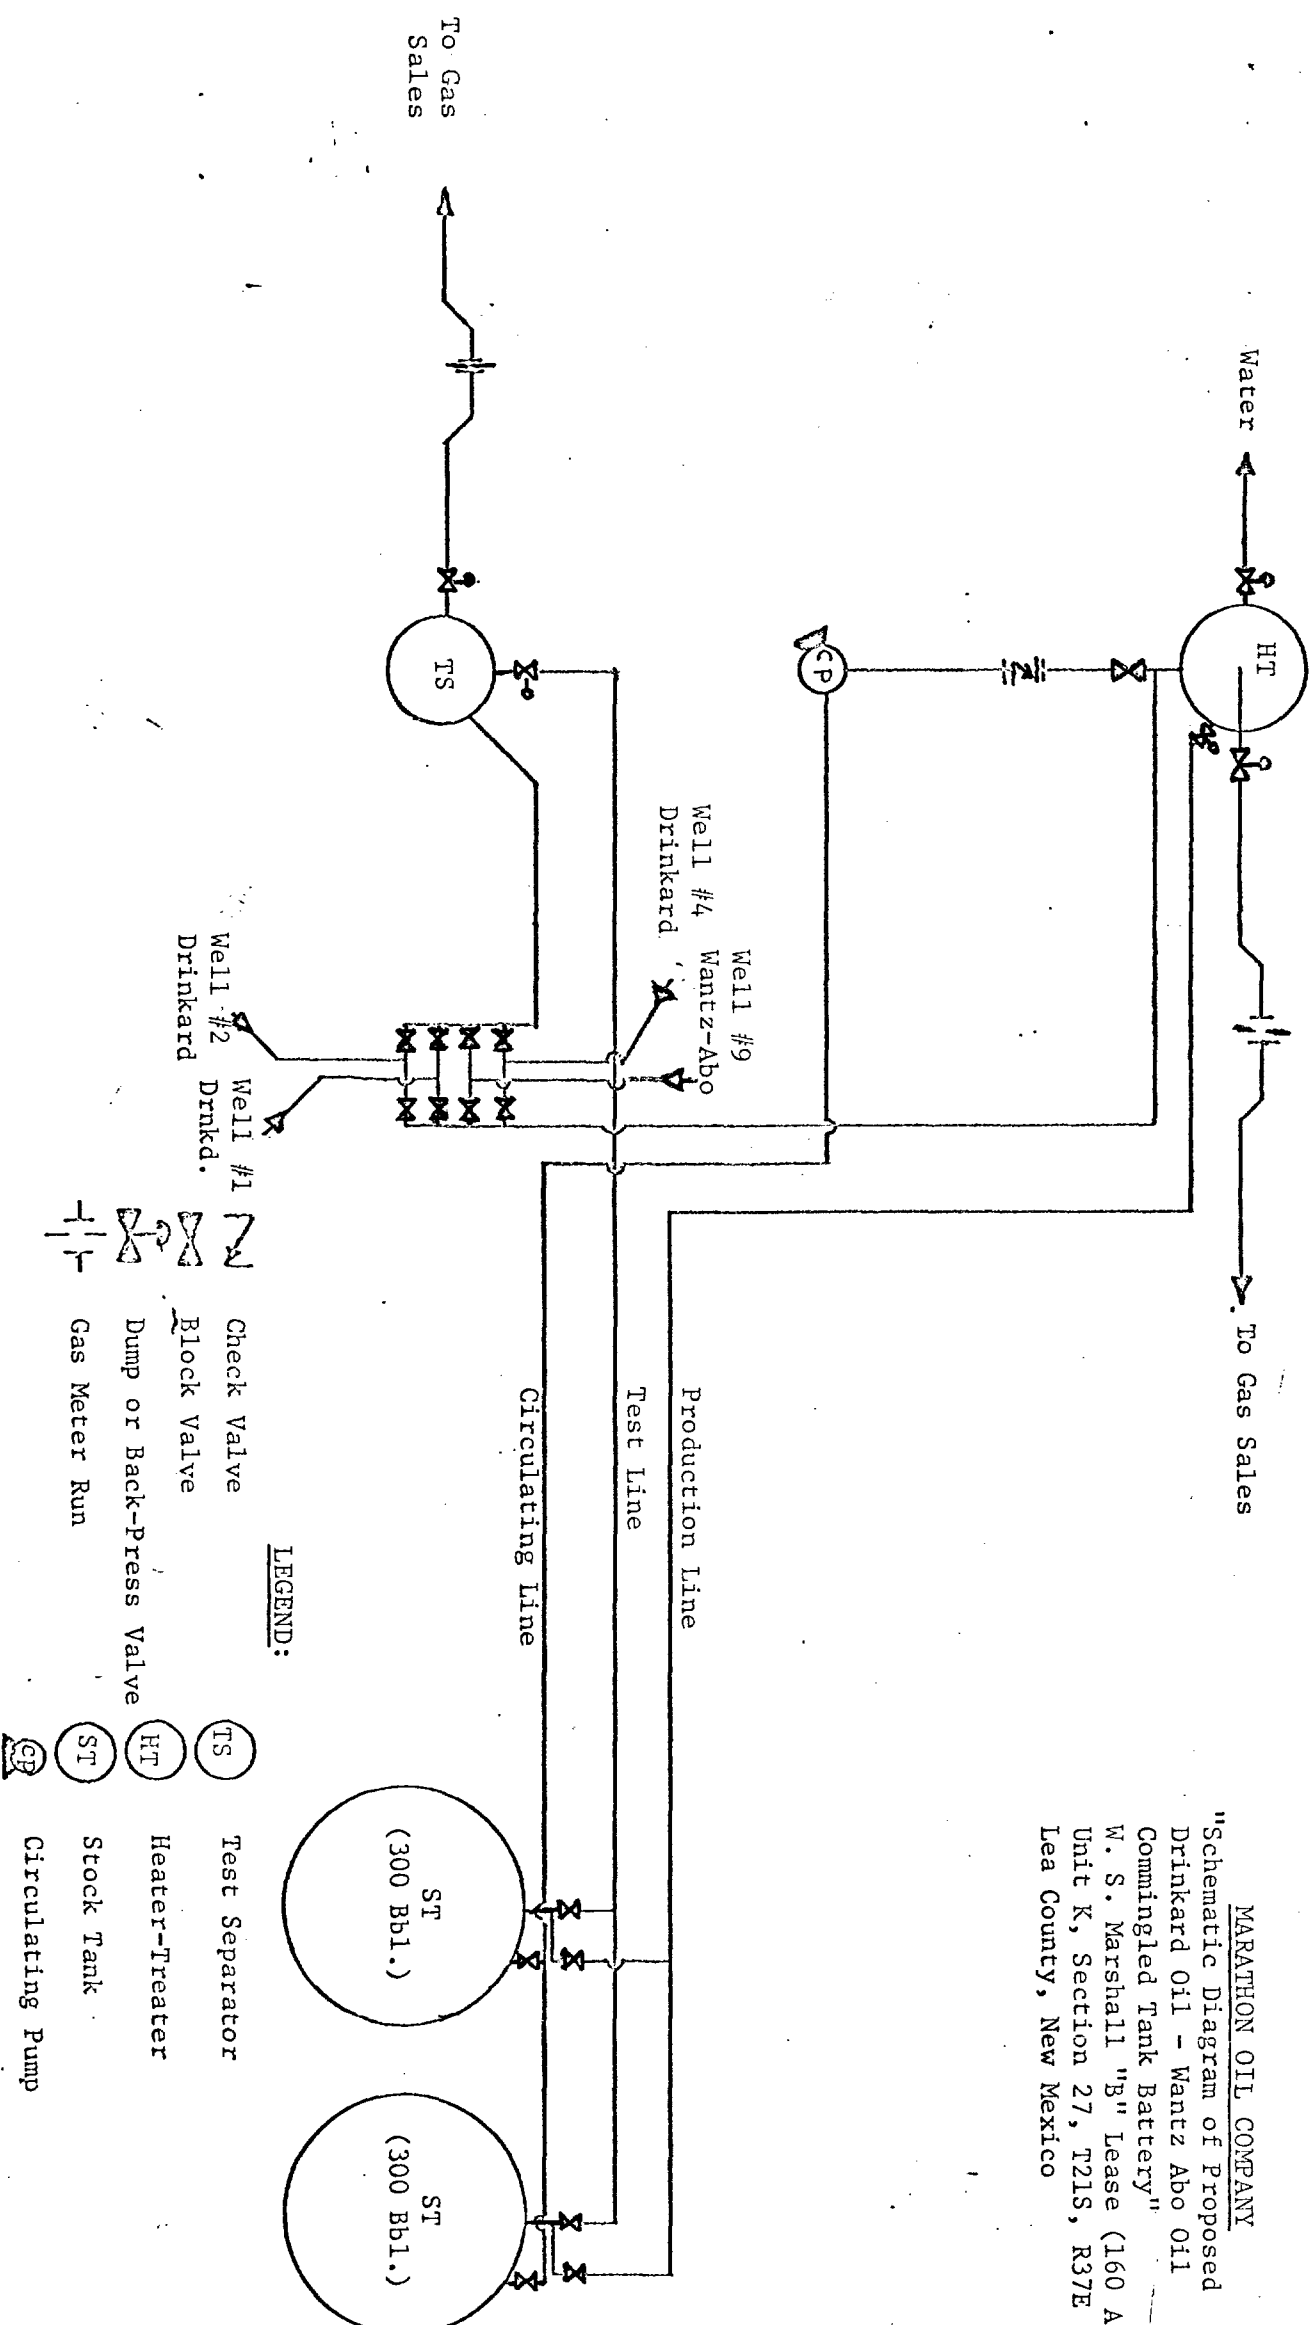 MARATHON OIL COMPANY
"Schematic Diagram of Proposed
Drinkard Oil - Wantz Abo Oil
Commingled Tank Battery"
W. S. Marshall "B" Lease (160 A
Unit K, Section 27, T21S, R37E
Lea County, New Mexico
Water
HT
To Gas Sales
CP
Well #9
Wantz-Abo
Well #4
Drinkard
Production Line
Test Line
Circulating Line
To Gas
Sales
TS
Well #2
Drinkard
Well #1
Drnkd.
ST
(300 Bbl.)
ST
(300 Bbl.)
LEGEND:
Check Valve
Block Valve
Dump or Back-Press Valve
Gas Meter Run
TS Test Separator
HT Heater-Treater
ST Stock Tank
CP Circulating Pump